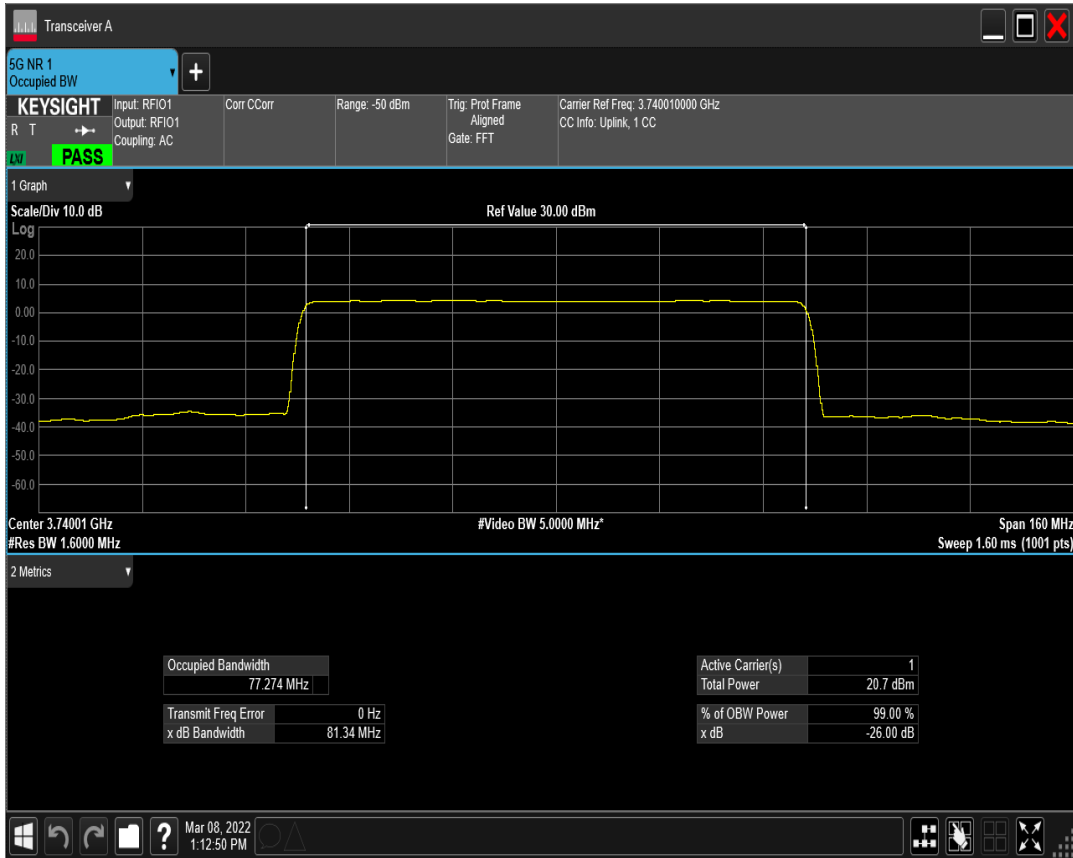 Transceiver A
5G NR 1
Occupied BW
KEYSIGHT
R T
LXI
PASS
Input: RFIO1
Output: RFIO1
Coupling: AC
Corr CCorr
Range: -50 dBm
Trig: Prot Frame
Aligned
Gate: FFT
Carrier Ref Freq: 3.740010000 GHz
CC Info: Uplink, 1 CC
1 Graph
Scale/Div 10.0 dB
Ref Value 30.00 dBm
Log
20.0
10.0
0.00
-10.0
-20.0
-30.0
-40.0
-50.0
-60.0
Center 3.74001 GHz
#Video BW 5.0000 MHz*
Span 160 MHz
#Res BW 1.6000 MHz
Sweep 1.60 ms (1001 pts)
2 Metrics
Occupied Bandwidth
77.274 MHz
Transmit Freq Error 0 Hz
x dB Bandwidth 81.34 MHz
Active Carrier(s) 1
Total Power 20.7 dBm
% of OBW Power 99.00 %
x dB -26.00 dB
?
Mar 08, 2022
1:12:50 PM